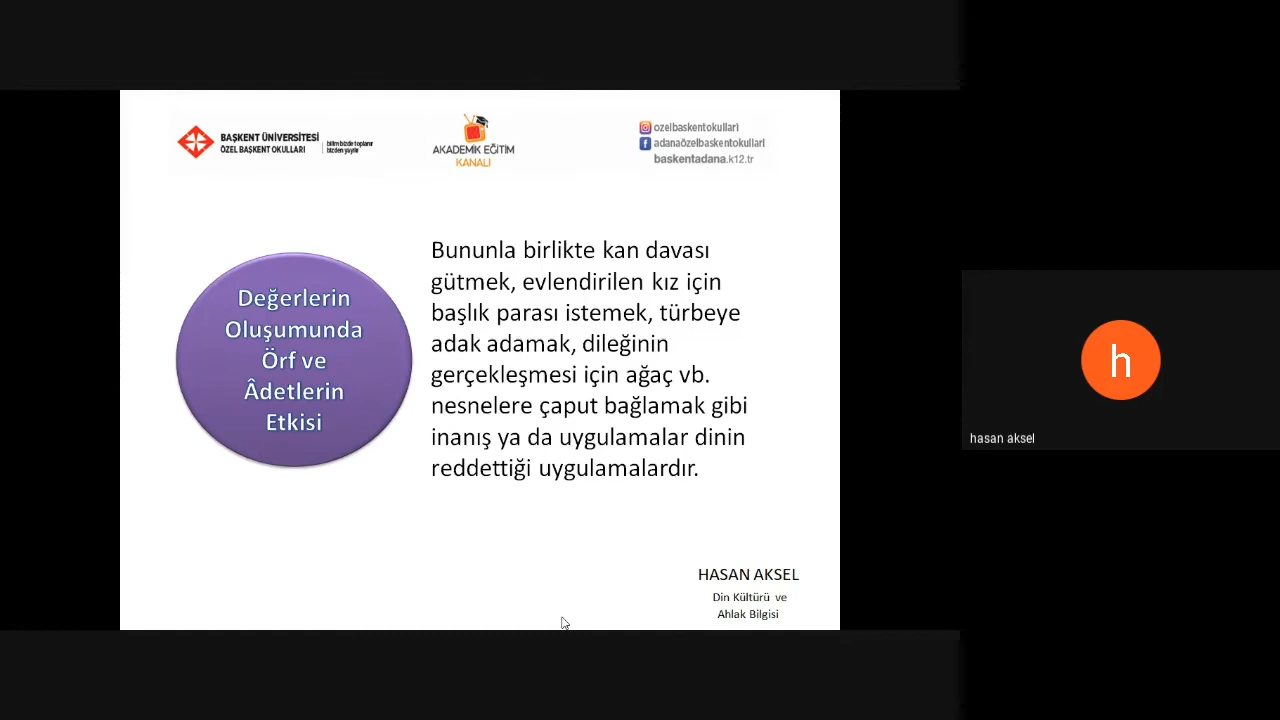 BAŞKENT ÜNİVERSİTESİ
ÖZEL BAŞKENT OKULLARI
bilim bizde toplanır
bizden yayılır
AKADEMİK EĞİTİM
KANALI
ozelbaskentokullari
adanaözelbaskentokullari
baskentadana.k12.tr
Değerlerin
Oluşumunda
Örf ve
Âdetlerin
Etkisi
Bununla birlikte kan davası
gütmek, evlendirilen kız için
başlık parası istemek, türbeye
adak adamak, dileğinin
gerçekleşmesi için ağaç vb.
nesnelere çaput bağlamak gibi
inanış ya da uygulamalar dinin
reddettiği uygulamalardır.
HASAN AKSEL
Din Kültürü ve
Ahlak Bilgisi
h
hasan aksel